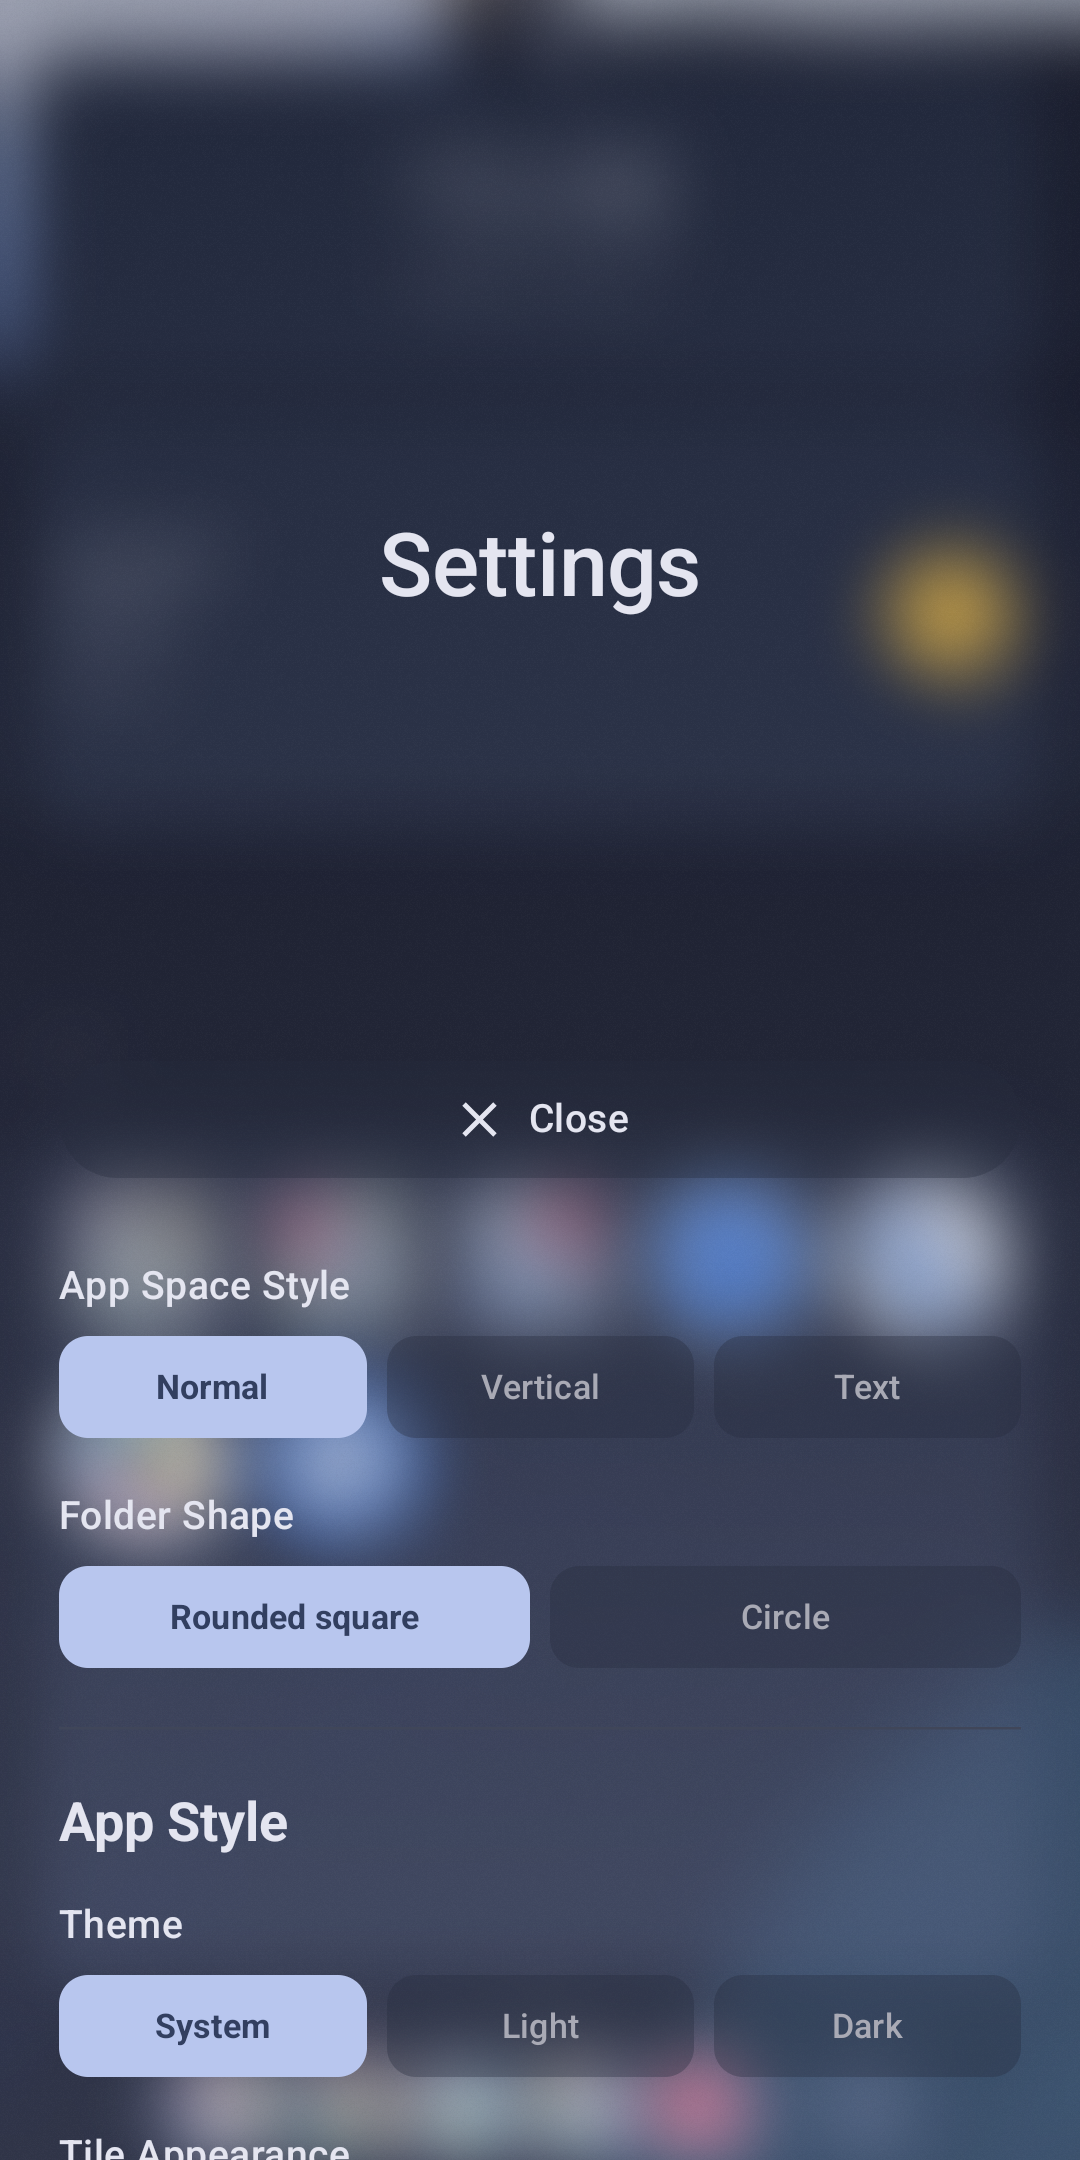 Settings
Close
App Space Style
Normal
Vertical
Text
Folder Shape
Rounded square
Circle
App Style
Theme
System
Light
Dark
Tile Appearance